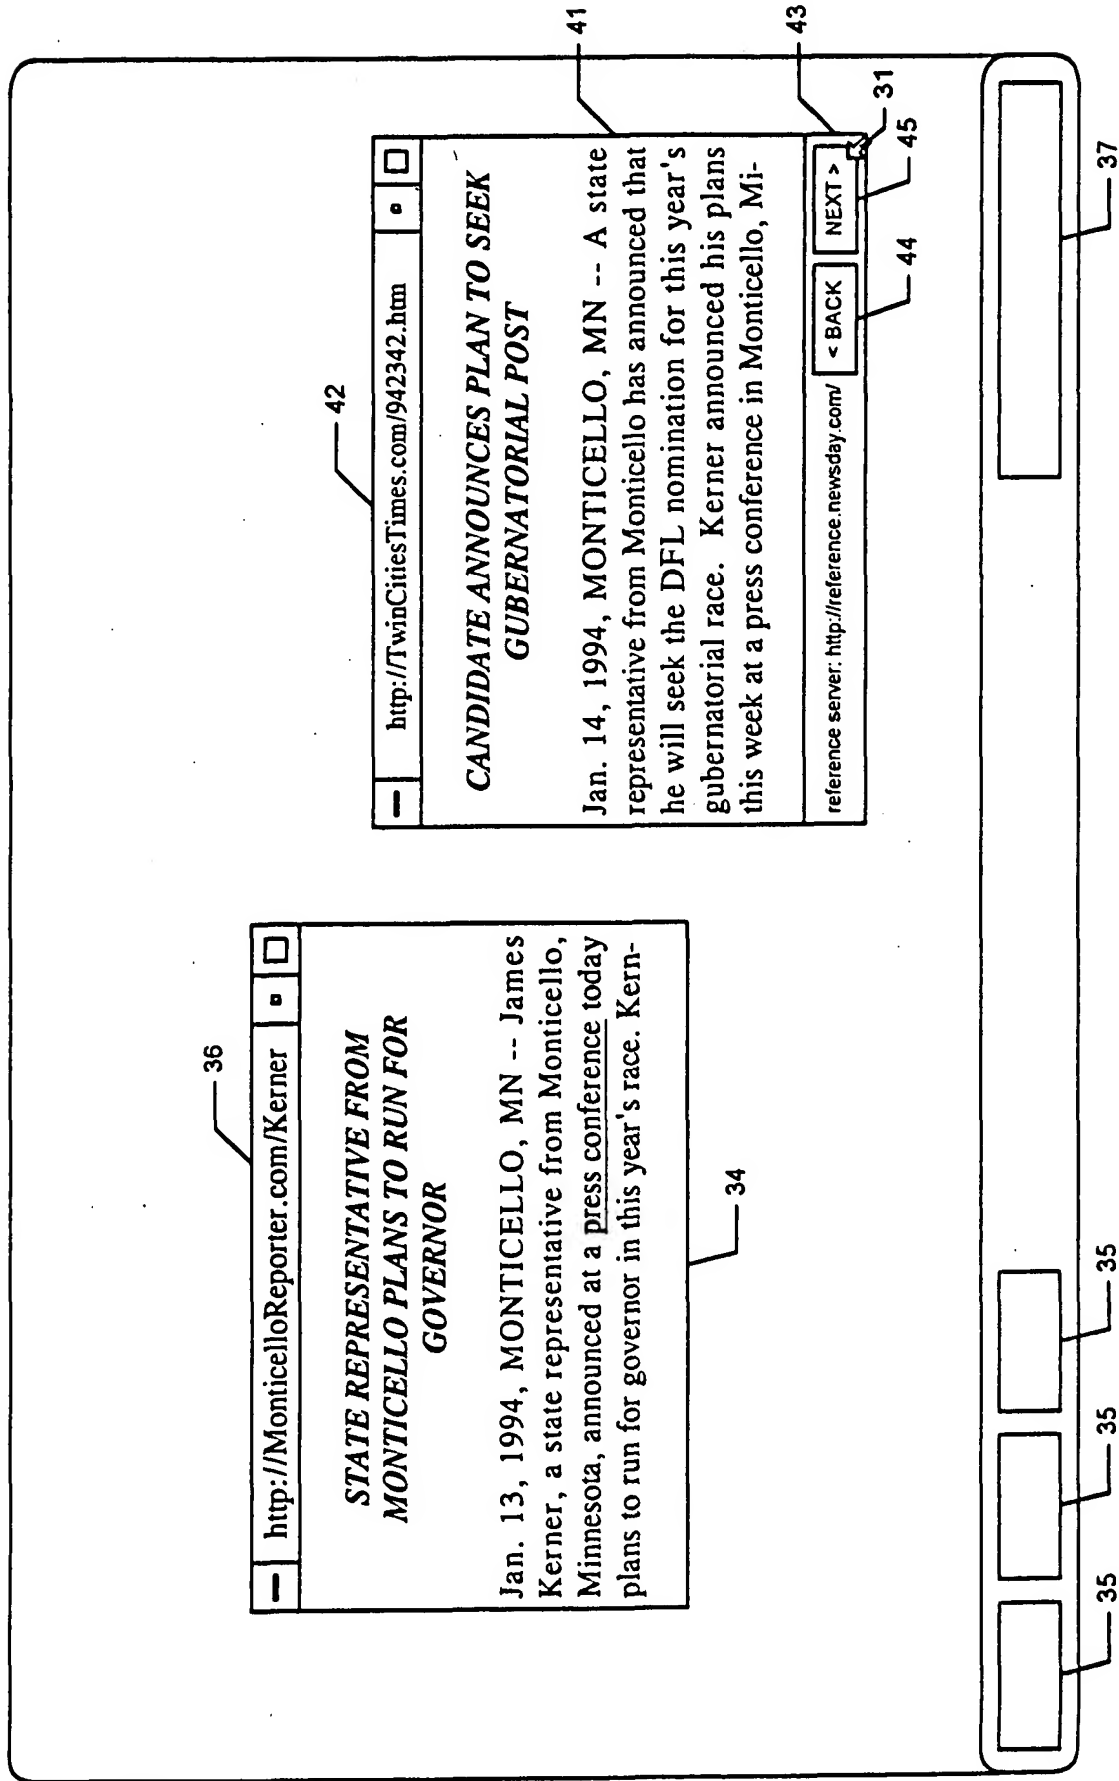 36
http://MonticelloReporter.com/Kerner
STATE REPRESENTATIVE FROM
MONTICELLO PLANS TO RUN FOR
GOVERNOR
Jan. 13, 1994, MONTICELLO, MN -- James
Kerner, a state representative from Monticello,
Minnesota, announced at a press conference today
plans to run for governor in this year's race. Kern-
34
42
http://TwinCitiesTimes.com/942342.htm
CANDIDATE ANNOUNCES PLAN TO SEEK
GUBERNATORIAL POST
Jan. 14, 1994, MONTICELLO, MN -- A state
representative from Monticello has announced that
he will seek the DFL nomination for this year's
gubernatorial race. Kerner announced his plans
this week at a press conference in Monticello, Mi-
reference server: http://reference.newsday.com/
< BACK
NEXT >
41
43
31
45
44
35
35
35
37